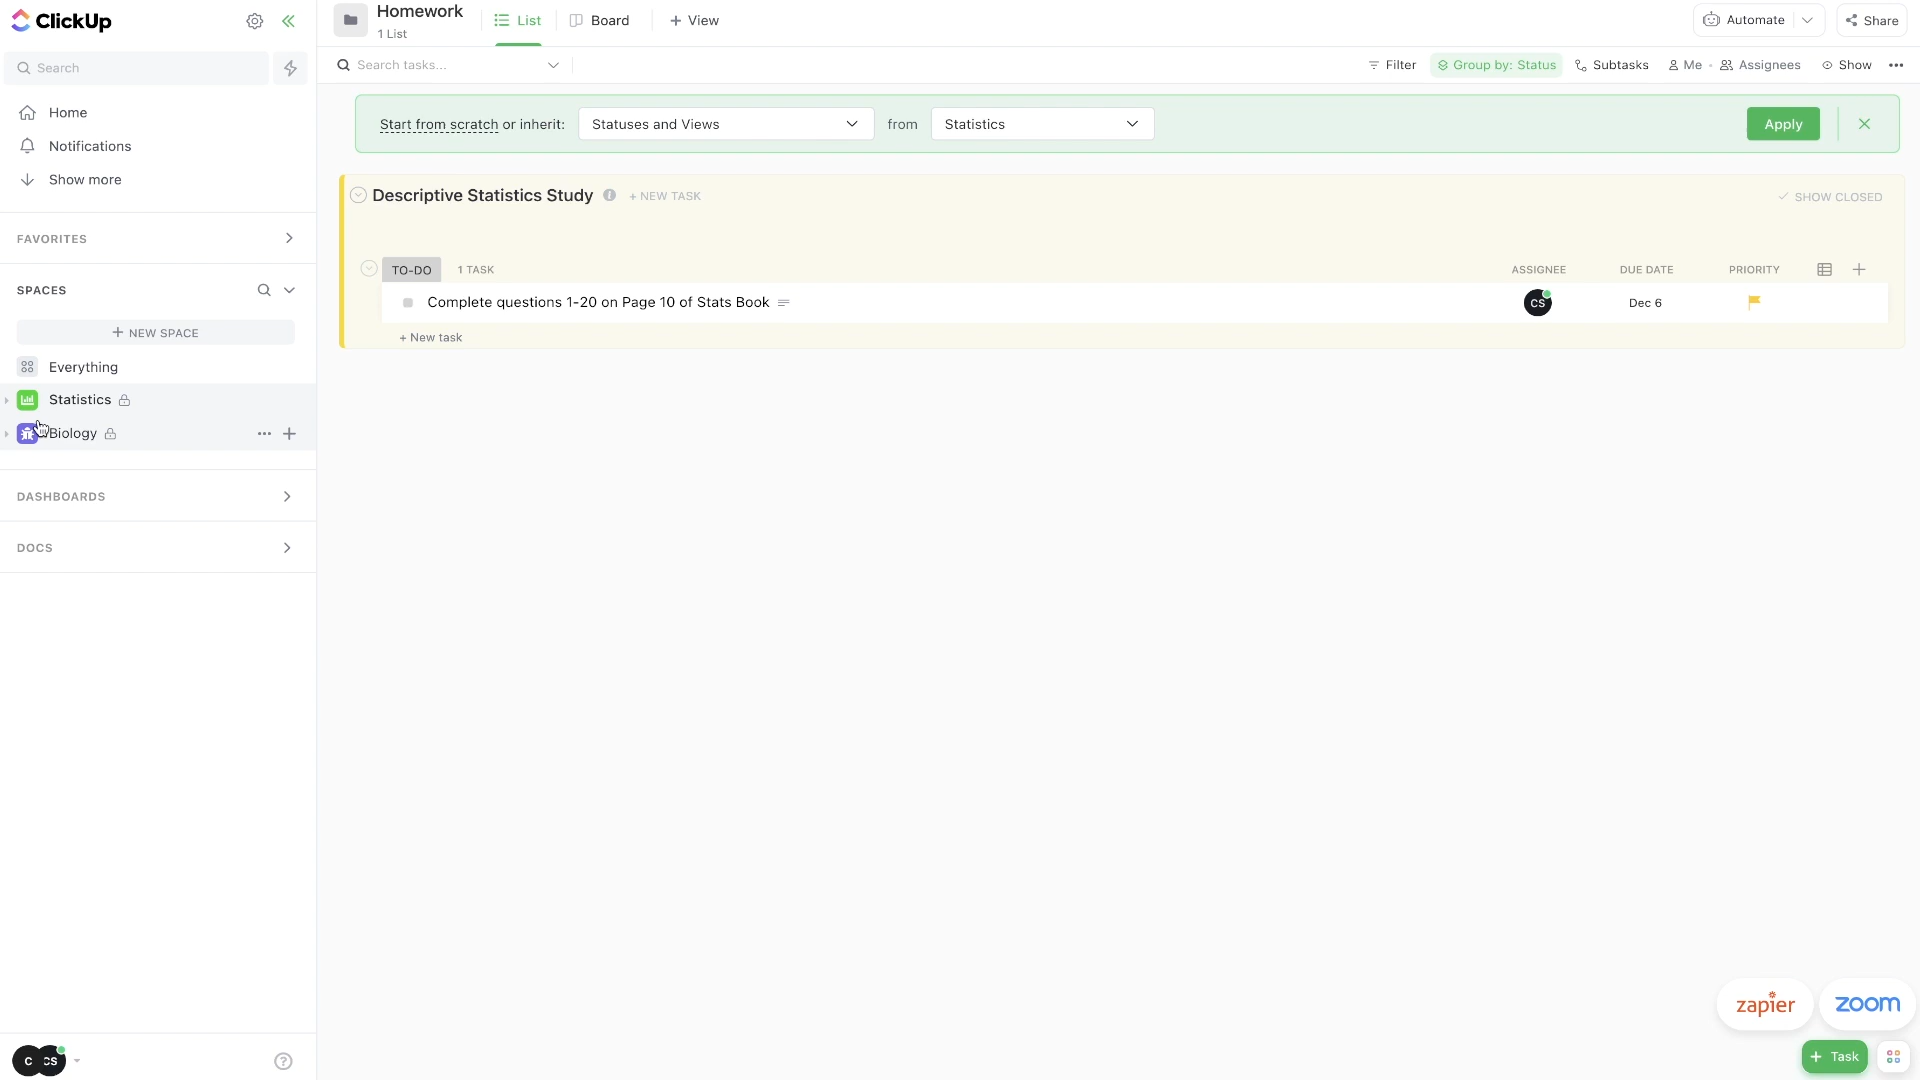 ClickUp
Search
Home
Notifications
Show more
FAVORITES
SPACES
+ NEW SPACE
Everything
Statistics
Biology
DASHBOARDS
DOCS
C CS
Homework
1 List
List
Board
+ View
Automate
Share
Search tasks...
Filter
Group by: Status
Subtasks
Me
Assignees
Show
Start from scratch or inherit:
Statuses and Views
from
Statistics
Apply
Descriptive Statistics Study
+ NEW TASK
SHOW CLOSED
TO-DO
1 TASK
ASSIGNEE
DUE DATE
PRIORITY
Complete questions 1-20 on Page 10 of Stats Book
CS
Dec 6
+ New task
zapier
zoom
+ Task